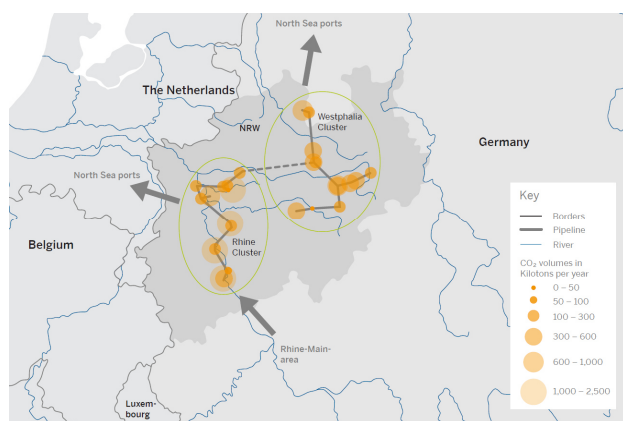 North Sea ports
The Netherlands
NRW
Westphalia
Cluster
Germany
North Sea ports
Belgium
Rhine
Cluster
Rhine-Main-
area
Luxem-
bourg
Key
Borders
Pipeline
River
CO₂ volumes in
Kilotons per year
0 – 50
50 – 100
100 – 300
300 – 600
600 – 1,000
1,000 – 2,500